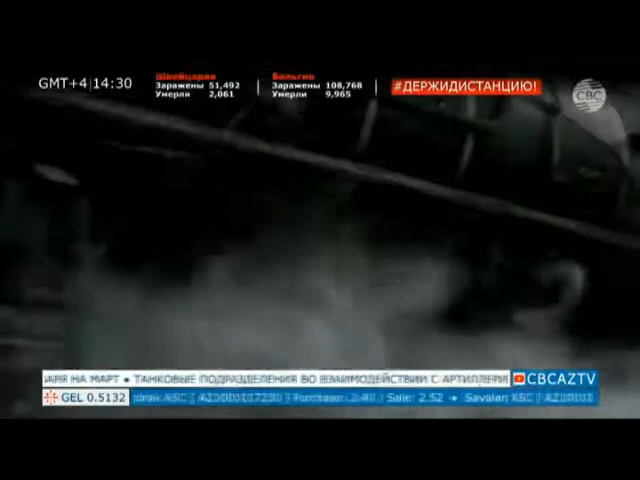 GMT+4 14:30
Швейцария
Заражены 51,492
Умерли 2,061
Бельгия
Заражены 108,768
Умерли 9,965
#ДЕРЖИДИСТАНЦИЮ!
CBC
НА МАРТ • ТАНКОВЫЕ ПОДРАЗДЕЛЕНИЯ ВО ВЗАИМОДЕЙСТВИИ С АРТИЛЛЕРИ
CBCAZTV
GEL 0.5132
ASC || Sale: 2.52 • Savalan ASC ||